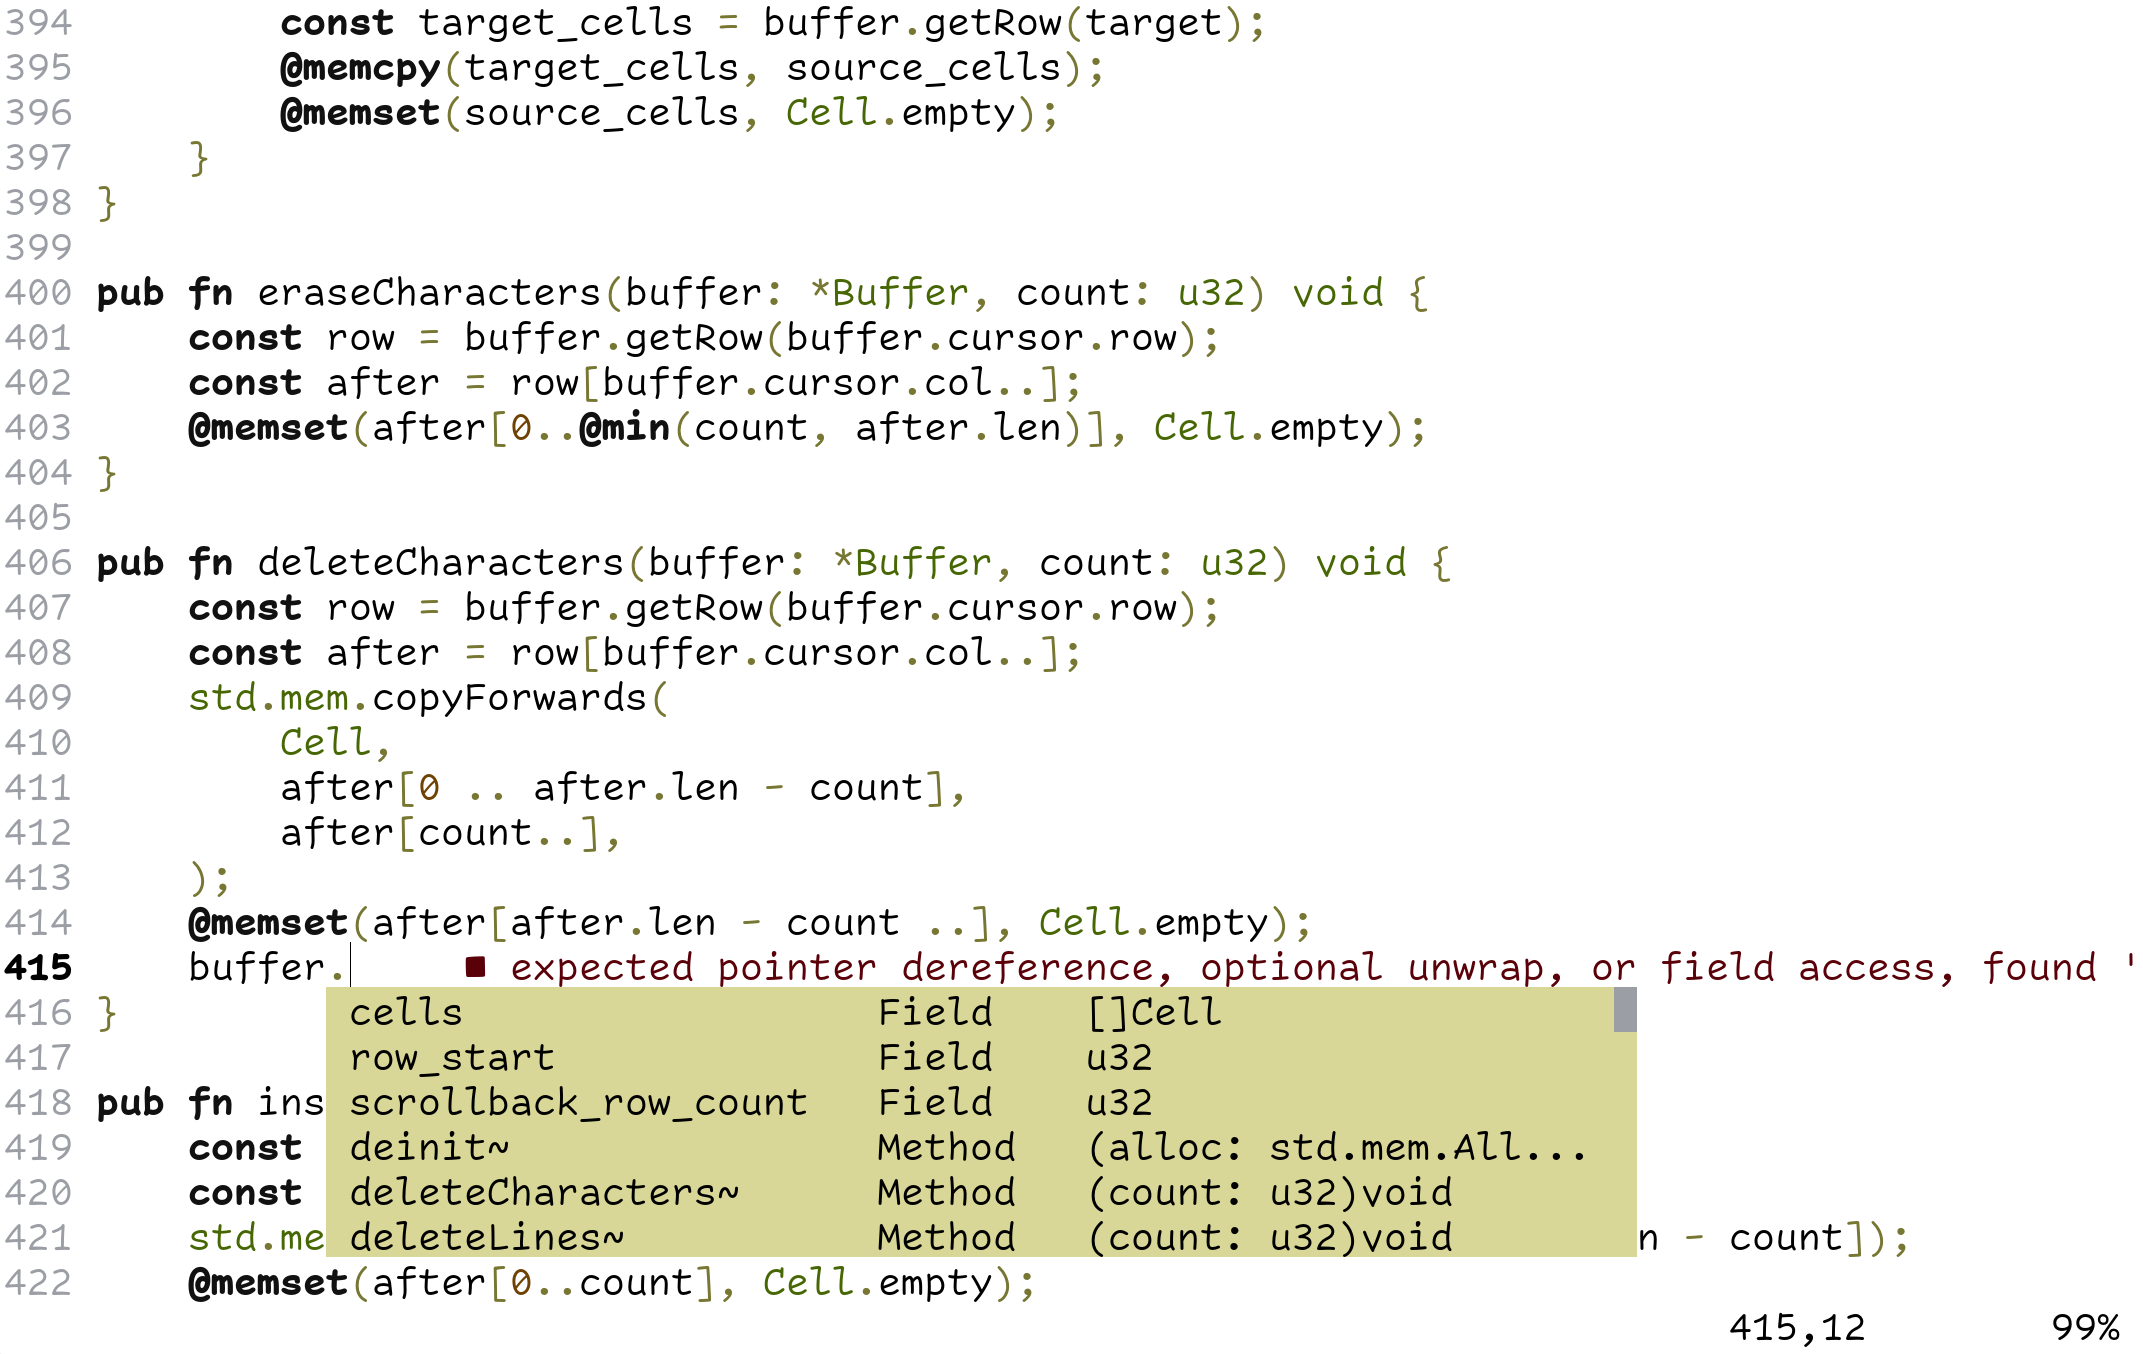 394         const target_cells = buffer.getRow(target);
395         @memcpy(target_cells, source_cells);
396         @memset(source_cells, Cell.empty);
397     }
398 }
399
400 pub fn eraseCharacters(buffer: *Buffer, count: u32) void {
401     const row = buffer.getRow(buffer.cursor.row);
402     const after = row[buffer.cursor.col..];
403     @memset(after[0..@min(count, after.len)], Cell.empty);
404 }
405
406 pub fn deleteCharacters(buffer: *Buffer, count: u32) void {
407     const row = buffer.getRow(buffer.cursor.row);
408     const after = row[buffer.cursor.col..];
409     std.mem.copyForwards(
410         Cell,
411         after[0 .. after.len - count],
412         after[count..],
413     );
414     @memset(after[after.len - count ..], Cell.empty);
415     buffer.     ■ expected pointer dereference, optional unwrap, or field access, found '
416 }          cells                  Field    []Cell
417            row_start              Field    u32
418 pub fn ins scrollback_row_count   Field    u32
419     const  deinit~                Method   (alloc: std.mem.All...
420     const  deleteCharacters~      Method   (count: u32)void
421     std.me deleteLines~           Method   (count: u32)void        n - count]);
422     @memset(after[0..count], Cell.empty);
415,12        99%